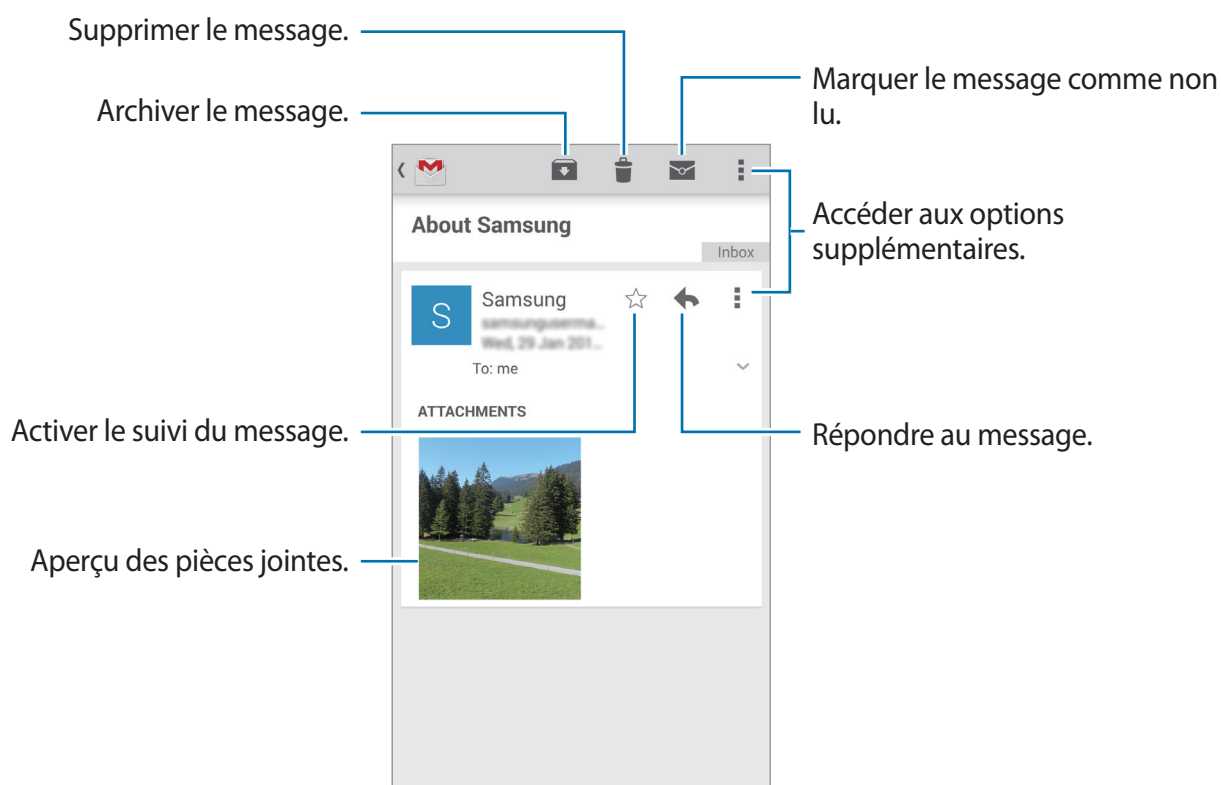 Supprimer le message.
Archiver le message.
Marquer le message comme non
lu.
Accéder aux options
supplémentaires.
About Samsung
Inbox
S
Samsung
To: me
ATTACHMENTS
Activer le suivi du message.
Répondre au message.
Aperçu des pièces jointes.